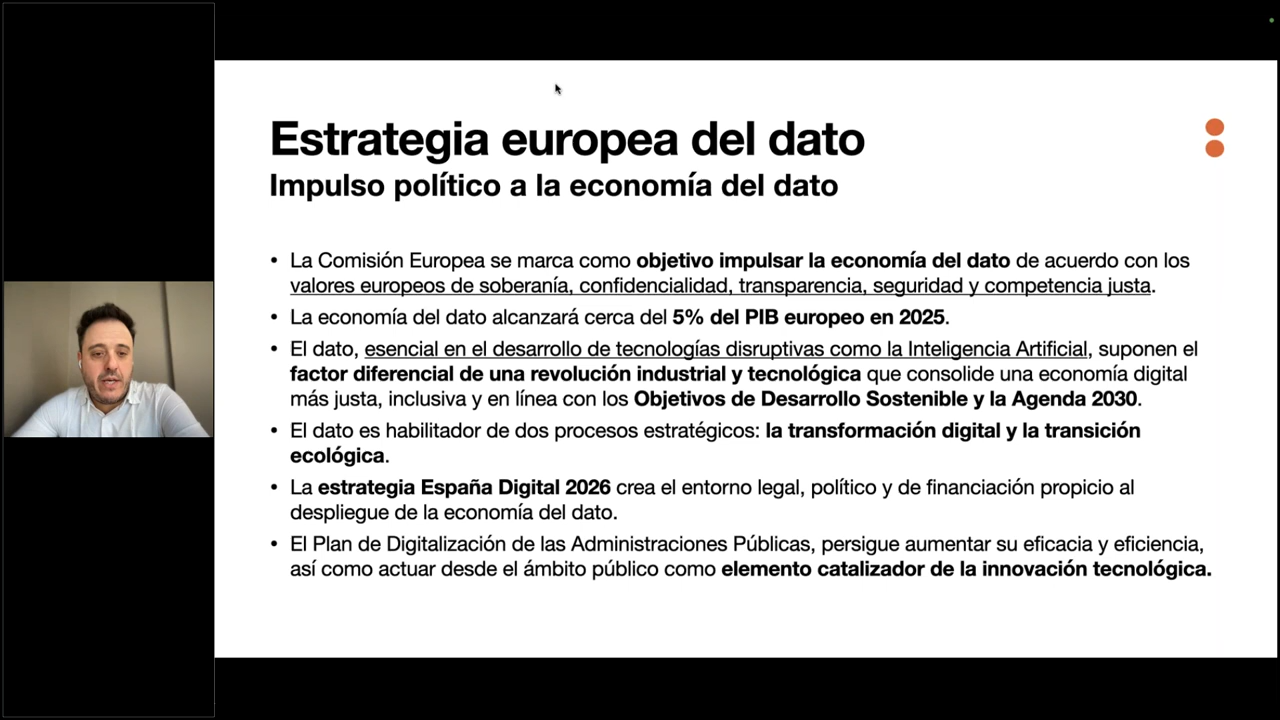 Estrategia europea del dato
Impulso político a la economía del dato
• La Comisión Europea se marca como objetivo impulsar la economía del dato de acuerdo con los
valores europeos de soberanía, confidencialidad, transparencia, seguridad y competencia justa.
• La economía del dato alcanzará cerca del 5% del PIB europeo en 2025.
• El dato, esencial en el desarrollo de tecnologías disruptivas como la Inteligencia Artificial, suponen el
factor diferencial de una revolución industrial y tecnológica que consolide una economía digital
más justa, inclusiva y en línea con los Objetivos de Desarrollo Sostenible y la Agenda 2030.
• El dato es habilitador de dos procesos estratégicos: la transformación digital y la transición
ecológica.
• La estrategia España Digital 2026 crea el entorno legal, político y de financiación propicio al
despliegue de la economía del dato.
• El Plan de Digitalización de las Administraciones Públicas, persigue aumentar su eficacia y eficiencia,
así como actuar desde el ámbito público como elemento catalizador de la innovación tecnológica.